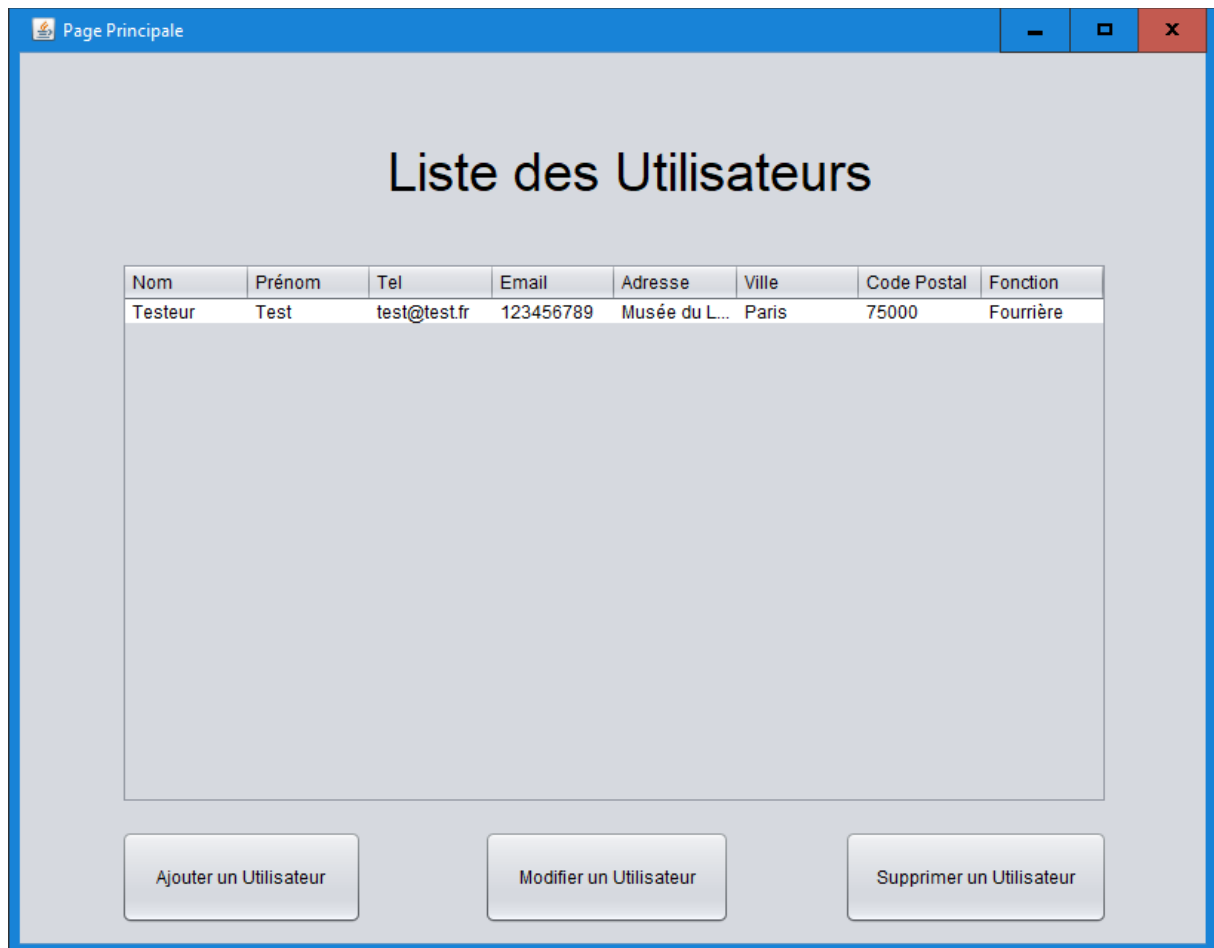 Page Principale
Liste des Utilisateurs
Nom Prénom Tel Email Adresse Ville Code Postal Fonction
Testeur Test test@test.fr 123456789 Musée du L... Paris 75000 Fourrière
Ajouter un Utilisateur Modifier un Utilisateur Supprimer un Utilisateur